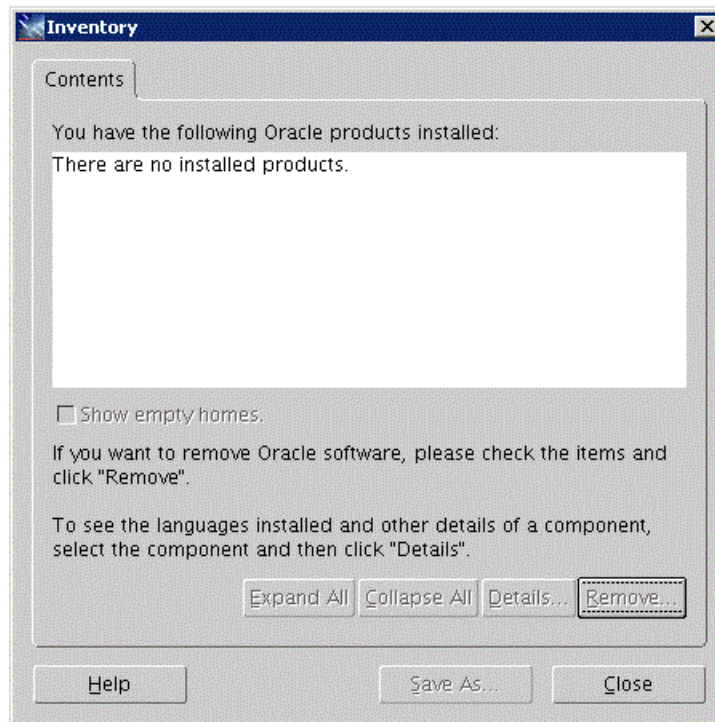 Inventory
Contents
You have the following Oracle products installed:
There are no installed products.
Show empty homes.
If you want to remove Oracle software, please check the items and
click "Remove".
To see the languages installed and other details of a component,
select the component and then click "Details".
Expand All Collapse All Details... Remove...
Help Save As... Close